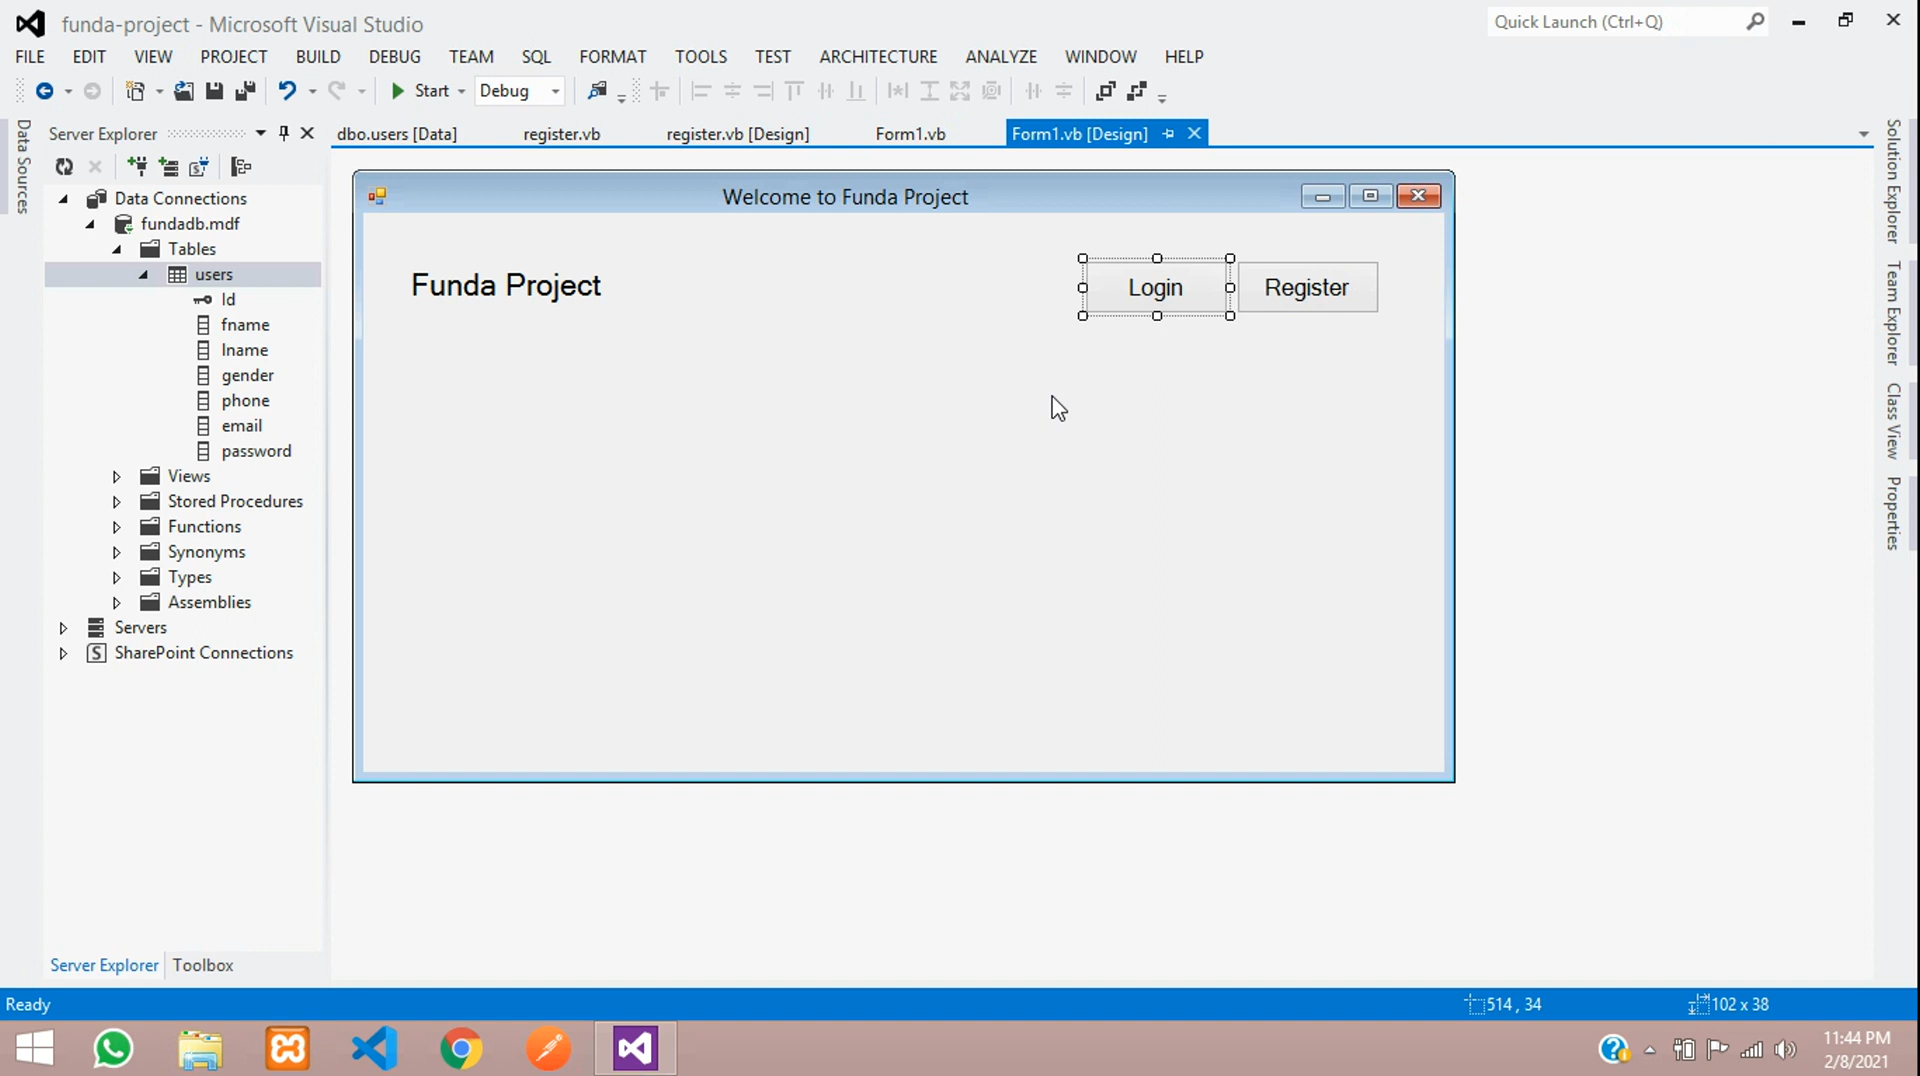 funda-project - Microsoft Visual Studio
Quick Launch (Ctrl+Q)
FILE EDIT VIEW PROJECT BUILD DEBUG TEAM SQL FORMAT TOOLS TEST ARCHITECTURE ANALYZE WINDOW HELP
Start Debug
Data Sources
Server Explorer
dbo.users [Data] register.vb register.vb [Design] Form1.vb Form1.vb [Design]
Data Connections
fundadb.mdf
Tables
users
Id
fname
lname
gender
phone
email
password
Views
Stored Procedures
Functions
Synonyms
Types
Assemblies
Servers
SharePoint Connections
Server Explorer Toolbox
Welcome to Funda Project
Funda Project
Login Register
Solution Explorer
Team Explorer
Class View
Properties
Ready
514 , 34
102 x 38
11:44 PM
2/8/2021